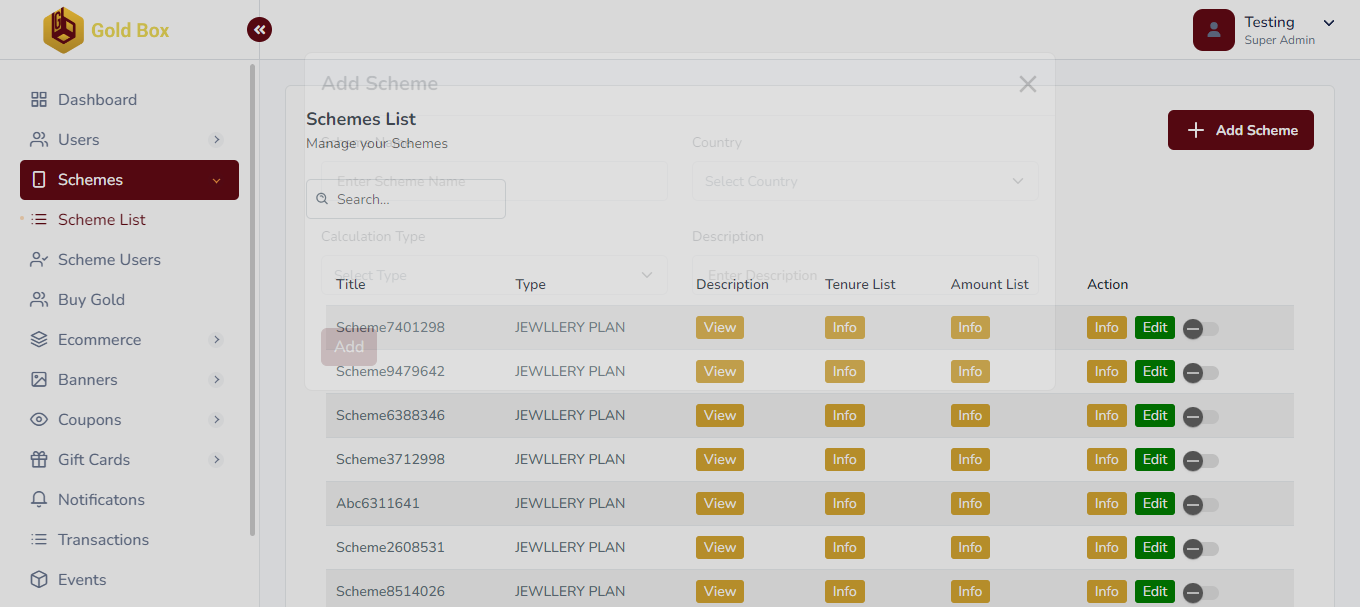 Gold Box
Testing
Super Admin
Dashboard
Users
Schemes
Scheme List
Scheme Users
Buy Gold
Ecommerce
Banners
Coupons
Gift Cards
Notificatons
Transactions
Events
Add Scheme
Schemes List
Manage your Schemes
Add Scheme
Search...
Scheme Name
Country
Enter Scheme Name
Select Country
Calculation Type
Description
Select Type
Enter Description
Add
Title Type Description Tenure List Amount List Action
Scheme7401298 JEWLLERY PLAN View Info Info Info Edit
Scheme9479642 JEWLLERY PLAN View Info Info Info Edit
Scheme6388346 JEWLLERY PLAN View Info Info Info Edit
Scheme3712998 JEWLLERY PLAN View Info Info Info Edit
Abc6311641 JEWLLERY PLAN View Info Info Info Edit
Scheme2608531 JEWLLERY PLAN View Info Info Info Edit
Scheme8514026 JEWLLERY PLAN View Info Info Info Edit